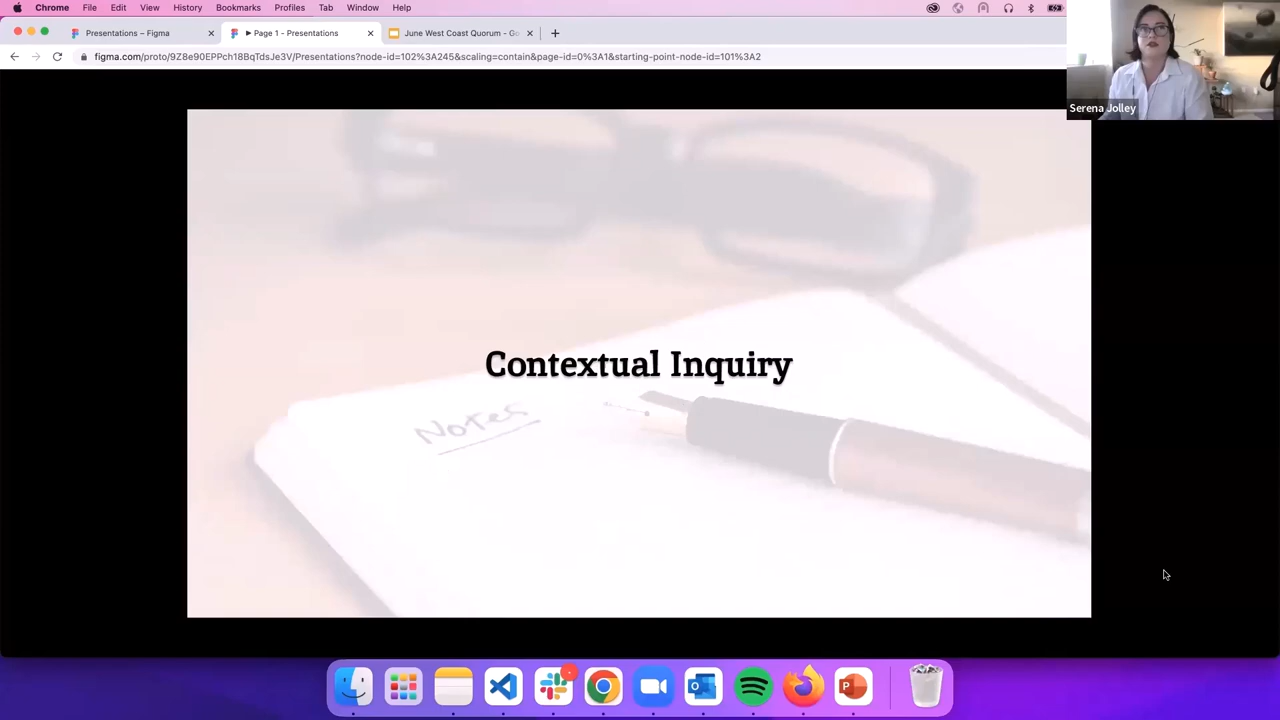 Chrome File Edit View History Bookmarks Profiles Tab Window Help
Presentations – Figma
Page 1 - Presentations
June West Coast Quorum - Go
figma.com/proto/9Z8e90EPPch18BqTdsJe3V/Presentations?node-id=102%3A245&scaling=contain&page-id=0%3A1&starting-point-node-id=101%3A2
Serena Jolley
Contextual Inquiry
Notes